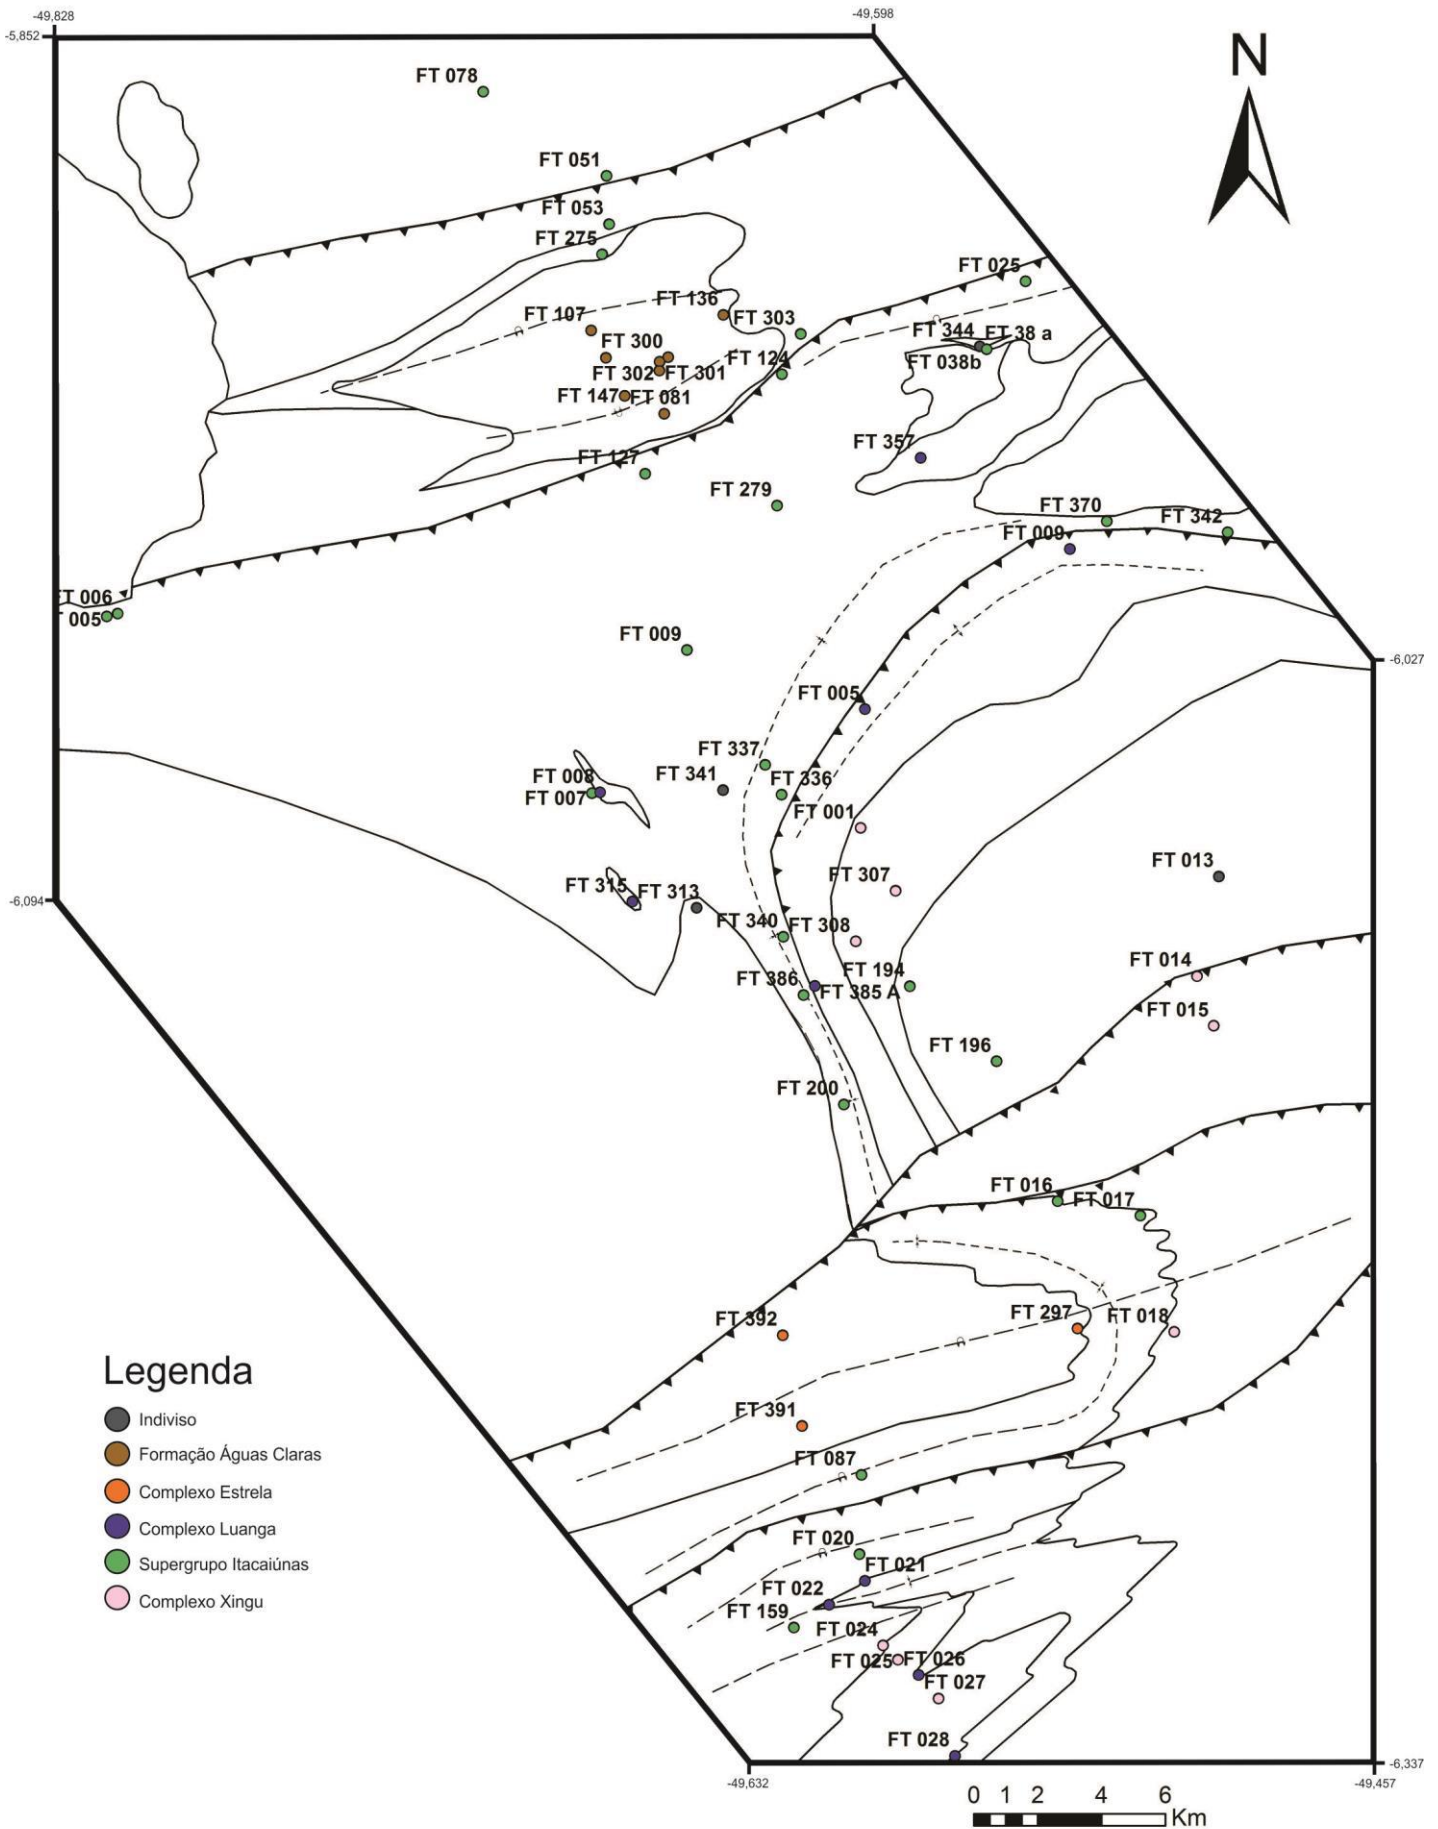 -49,828
-49,598
-5,852
N
FT 078
FT 051
FT 053
FT 275
FT 025
FT 136
FT 107
FT 303
FT 300
FT 344
FT 38 a
FT 124
FT 038b
FT 302
FT 301
FT 147
FT 081
FT 357
FT 127
FT 279
FT 370
FT 342
FT 009
FT 006
005
FT 009
-6,027
FT 005
FT 337
FT 341
FT 008
FT 336
FT 007
FT 001
FT 013
FT 307
FT 315
FT 313
-6,094
FT 340
FT 308
FT 014
FT 194
FT 386
FT 385 A
FT 015
FT 196
FT 200
FT 016
FT 017
FT 392
FT 297
FT 018
Legenda
Indiviso
Formação Águas Claras
Complexo Estrela
Complexo Luanga
Supergrupo Itacaiúnas
Complexo Xingu
FT 391
FT 087
FT 020
FT 021
FT 022
FT 159
FT 024
FT 025
FT 026
FT 027
FT 028
-6,337
-49,632
-49,457
0 1 2 4 6
Km